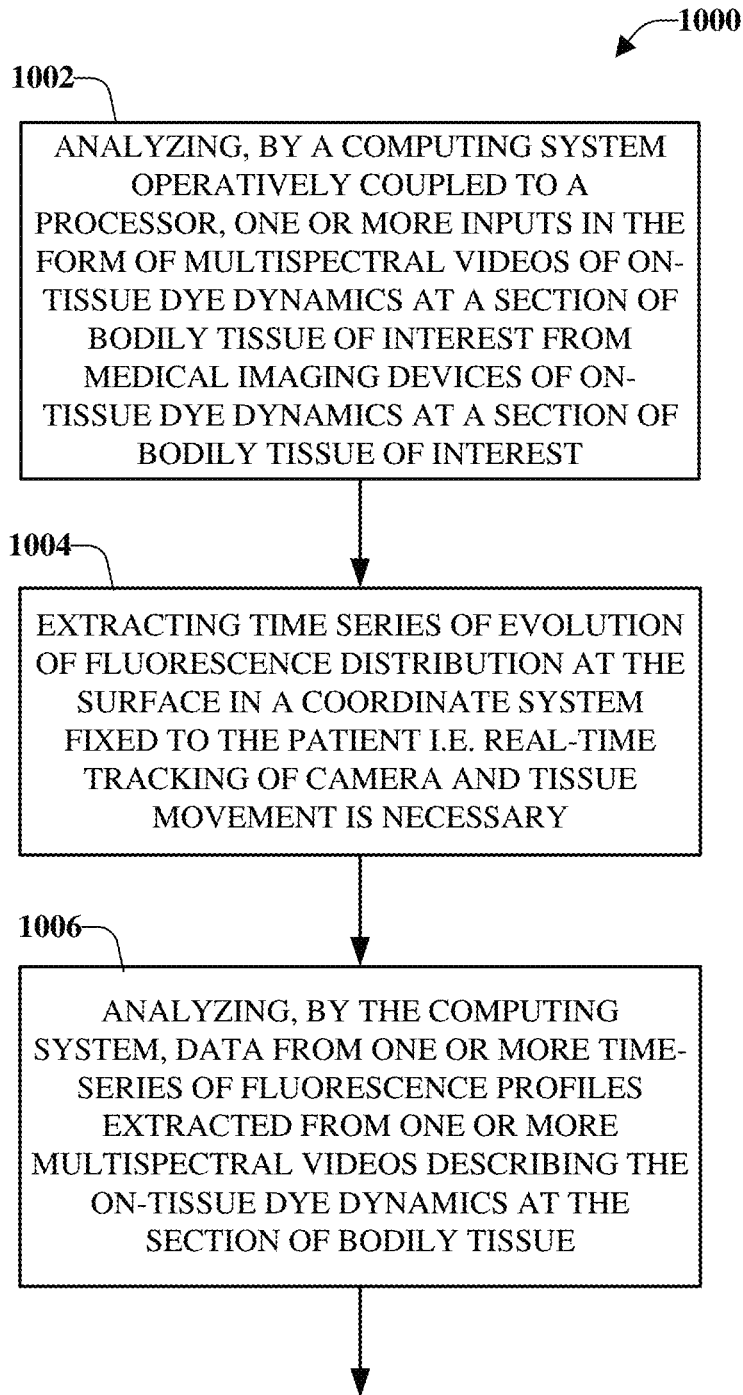 1000
1002
ANALYZING, BY A COMPUTING SYSTEM
OPERATIVELY COUPLED TO A
PROCESSOR, ONE OR MORE INPUTS IN THE
FORM OF MULTISPECTRAL VIDEOS OF ON-
TISSUE DYE DYNAMICS AT A SECTION OF
BODILY TISSUE OF INTEREST FROM
MEDICAL IMAGING DEVICES OF ON-
TISSUE DYE DYNAMICS AT A SECTION OF
BODILY TISSUE OF INTEREST
1004
EXTRACTING TIME SERIES OF EVOLUTION
OF FLUORESCENCE DISTRIBUTION AT THE
SURFACE IN A COORDINATE SYSTEM
FIXED TO THE PATIENT I.E. REAL-TIME
TRACKING OF CAMERA AND TISSUE
MOVEMENT IS NECESSARY
1006
ANALYZING, BY THE COMPUTING
SYSTEM, DATA FROM ONE OR MORE TIME-
SERIES OF FLUORESCENCE PROFILES
EXTRACTED FROM ONE OR MORE
MULTISPECTRAL VIDEOS DESCRIBING THE
ON-TISSUE DYE DYNAMICS AT THE
SECTION OF BODILY TISSUE